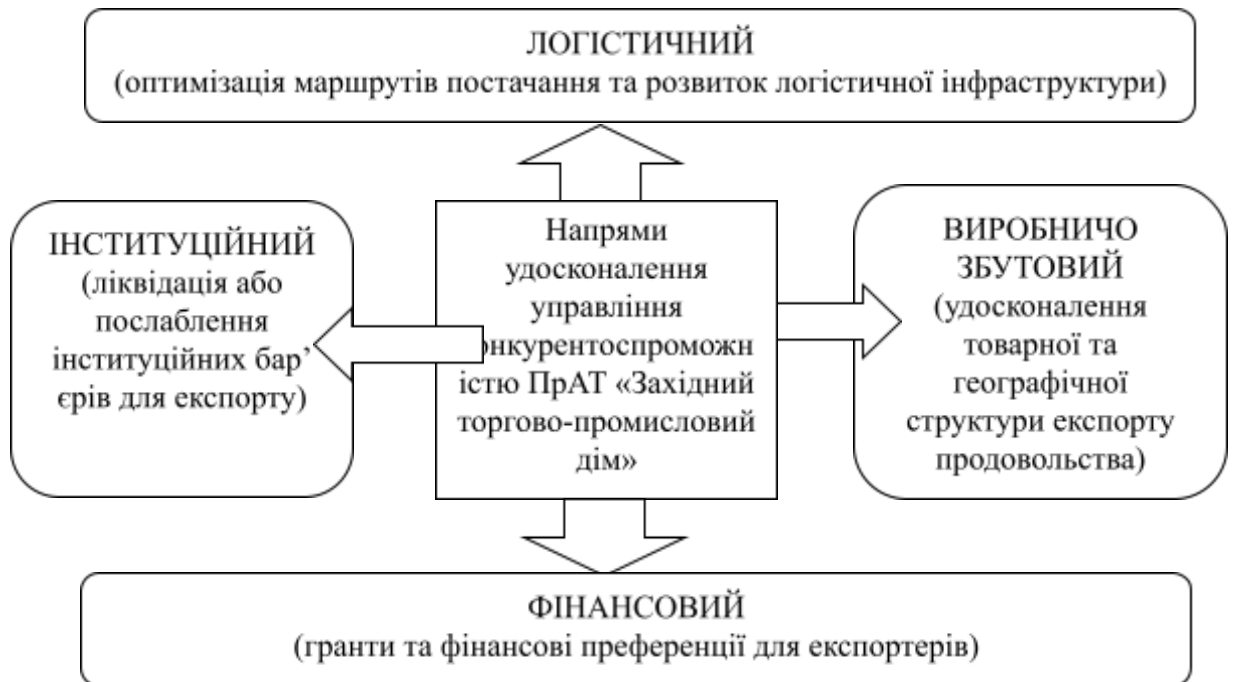 ЛОГІСТИЧНИЙ
(оптимізація маршрутів постачання та розвиток логістичної інфраструктури)
ІНСТИТУЦІЙНИЙ
(ліквідація або
послаблення
інституційних бар’
єрів для експорту)
Напрями
удосконалення
управління
онкурентоспроможн
істю ПрАТ «Західний
торгово-промисловий
дім»
ВИРОБНИЧО
ЗБУТОВИЙ
(удосконалення
товарної та
географічної
структури експорту
продовольства)
ФІНАНСОВИЙ
(гранти та фінансові преференції для експортерів)